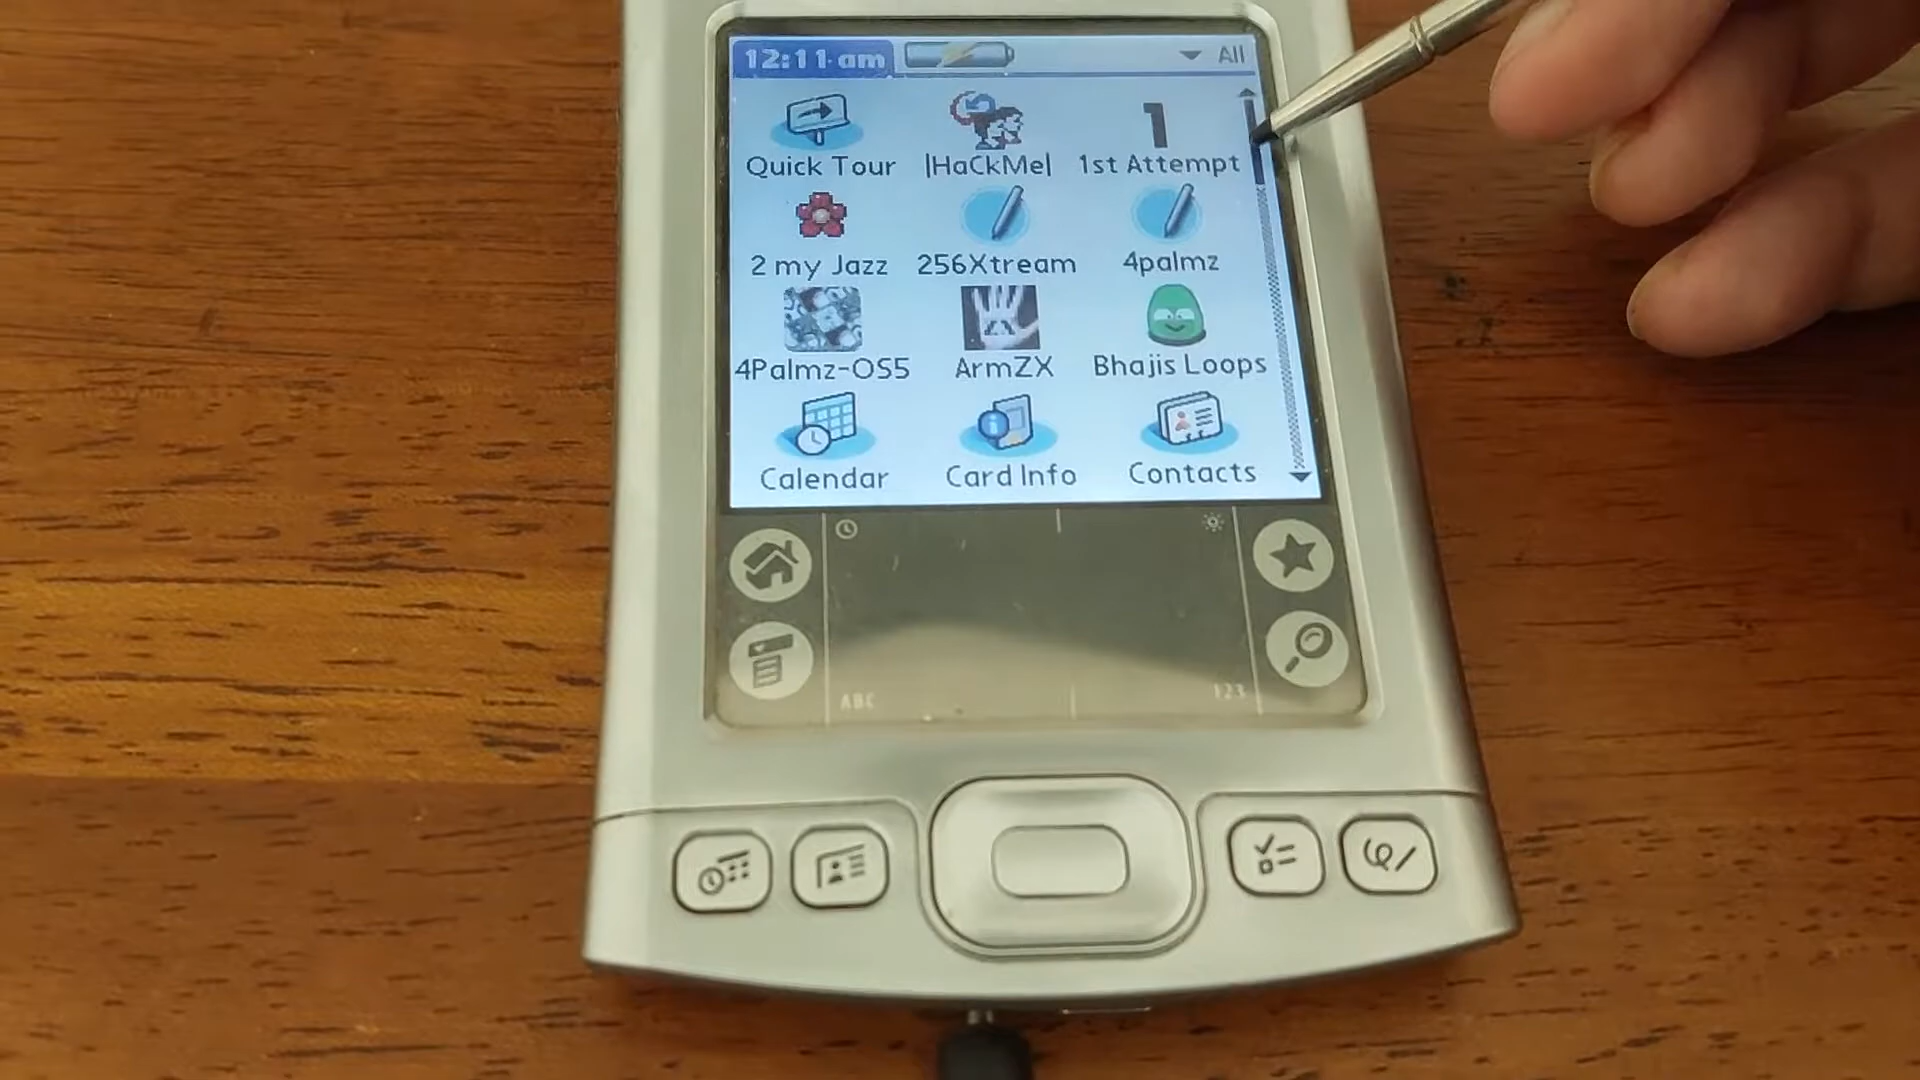 12:11 am All
Quick Tour |HaCkMe| 1st Attempt
2 my Jazz 256Xtream 4palmz
4Palmz-OS5 ArmZX Bhajis Loops
Calendar Card Info Contacts
ABC 123